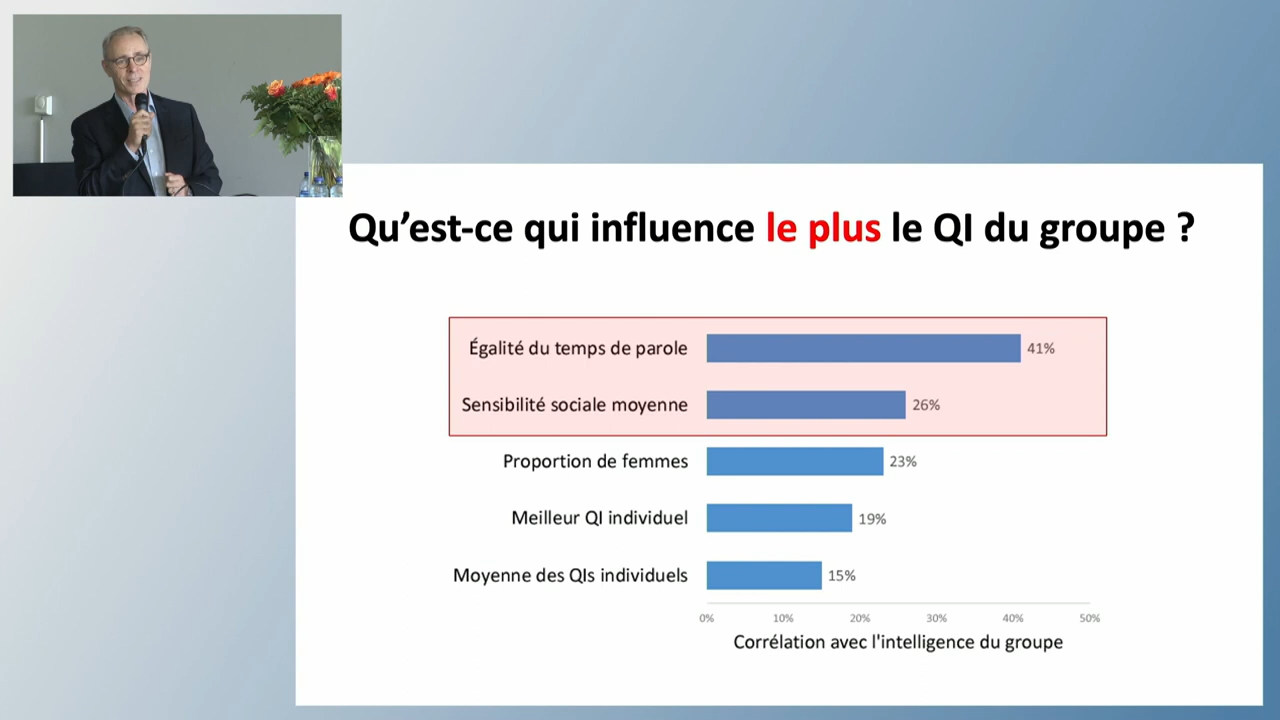 Qu’est-ce qui influence le plus le QI du groupe ?
Égalité du temps de parole
41%
Sensibilité sociale moyenne
26%
Proportion de femmes
23%
Meilleur QI individuel
19%
Moyenne des QIs individuels
15%
0% 10% 20% 30% 40% 50%
Corrélation avec l'intelligence du groupe